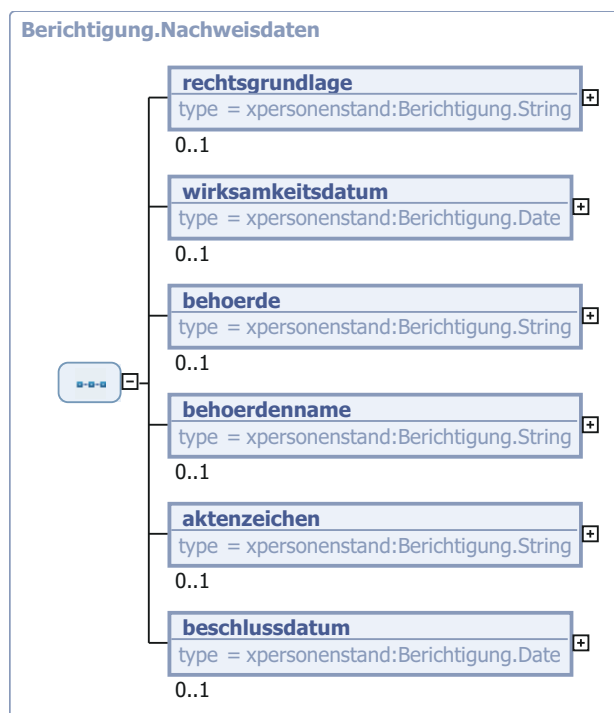 Berichtigung.Nachweisdaten
rechtsgrundlage
type = xpersonenstand:Berichtigung.String
0..1
wirksamkeitsdatum
type = xpersonenstand:Berichtigung.Date
0..1
behoerde
type = xpersonenstand:Berichtigung.String
0..1
behoerdenname
type = xpersonenstand:Berichtigung.String
0..1
aktenzeichen
type = xpersonenstand:Berichtigung.String
0..1
beschlussdatum
type = xpersonenstand:Berichtigung.Date
0..1